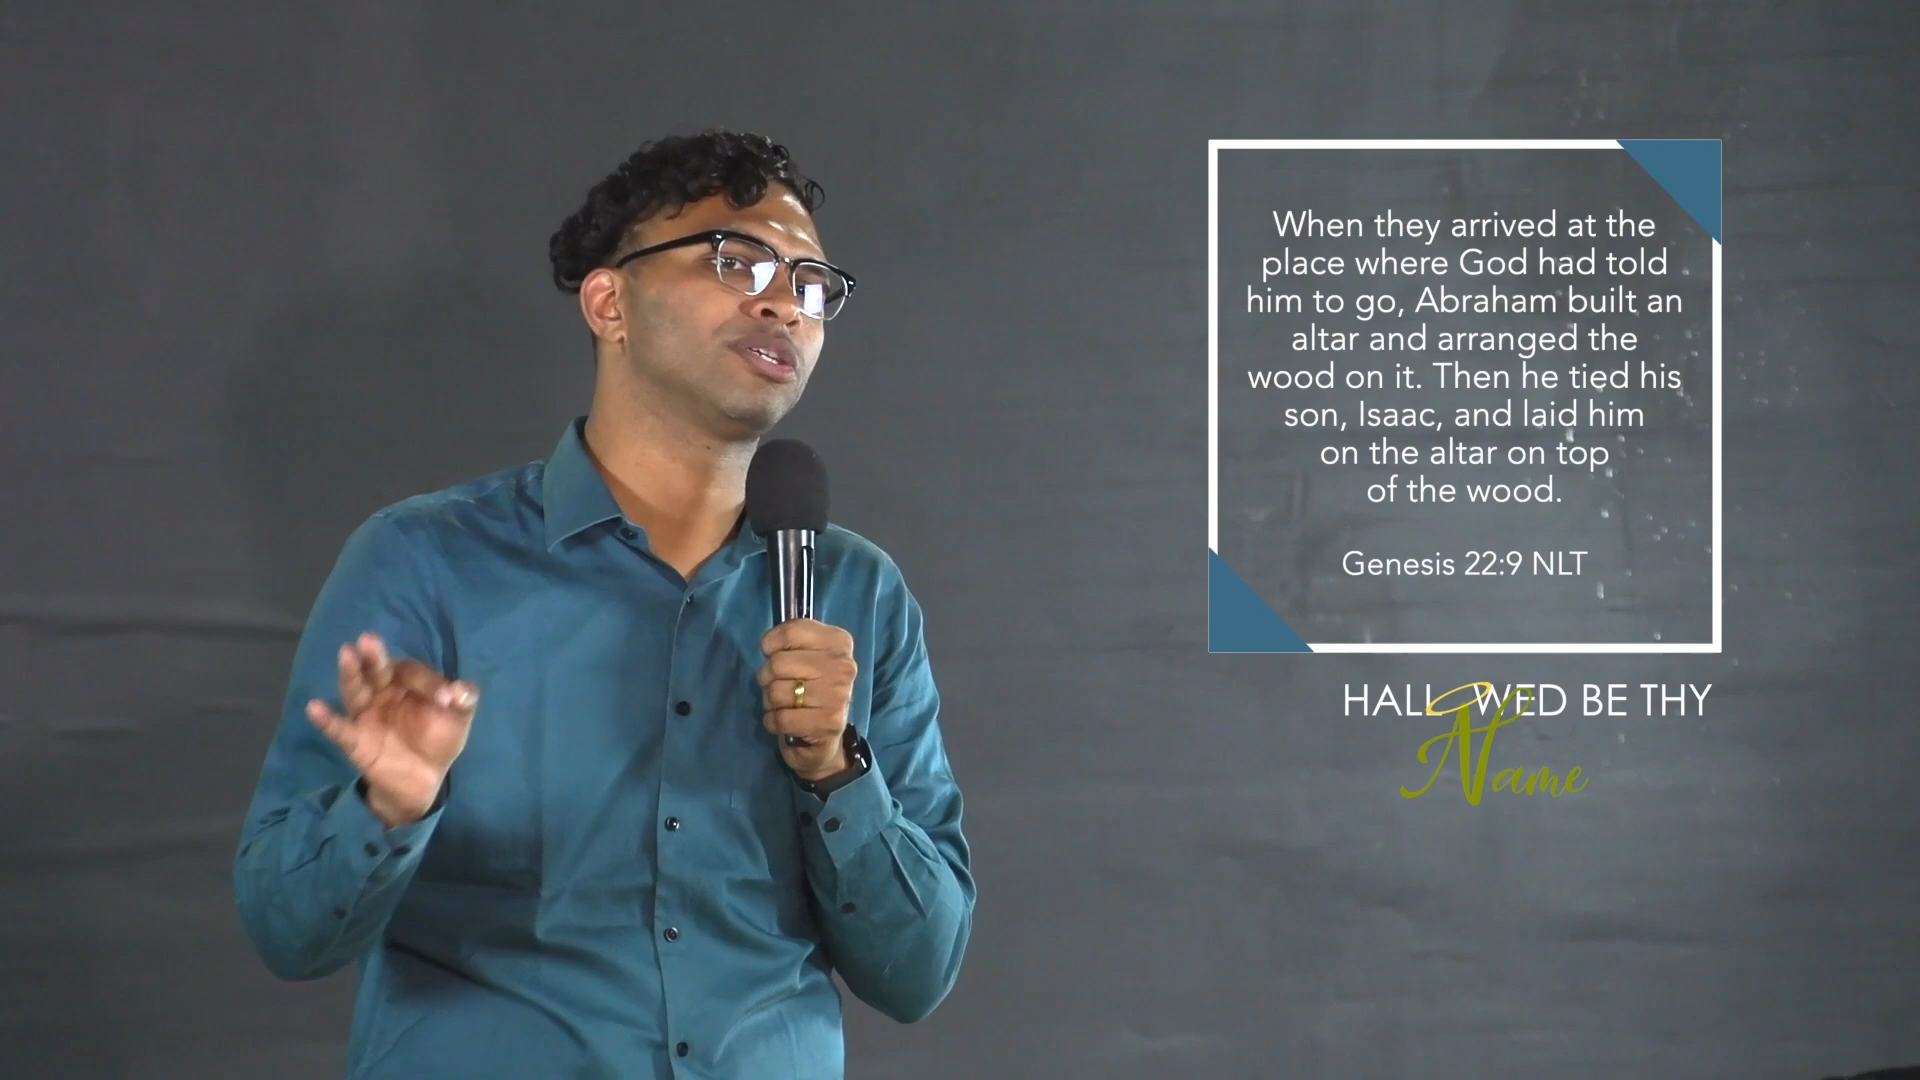 When they arrived at the
place where God had told
him to go, Abraham built an
altar and arranged the
wood on it. Then he tied his
son, Isaac, and laid him
on the altar on top
of the wood.
Genesis 22:9 NLT
HALLOWED BE THY
Name